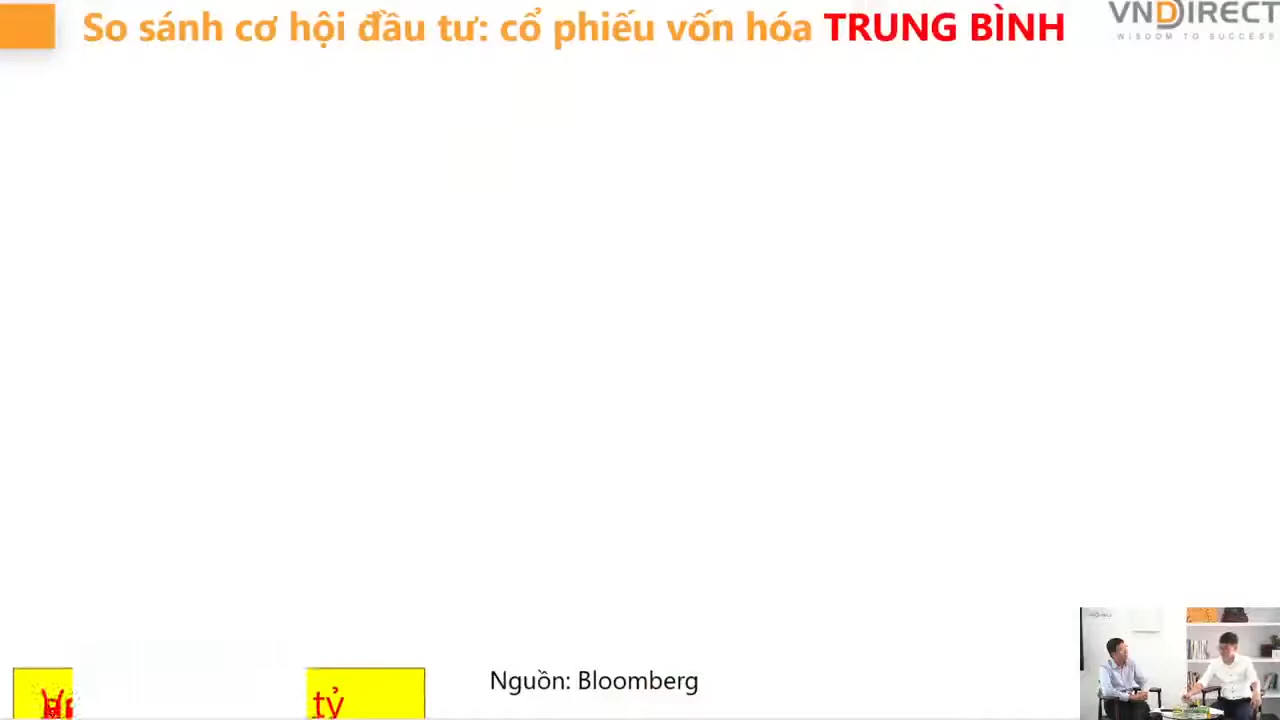 So sánh cơ hội đầu tư: cổ phiếu vốn hóa TRUNG BÌNH
VNDIRECT
WISDOM TO SUCCESS
Nguồn: Bloomberg
tỷ